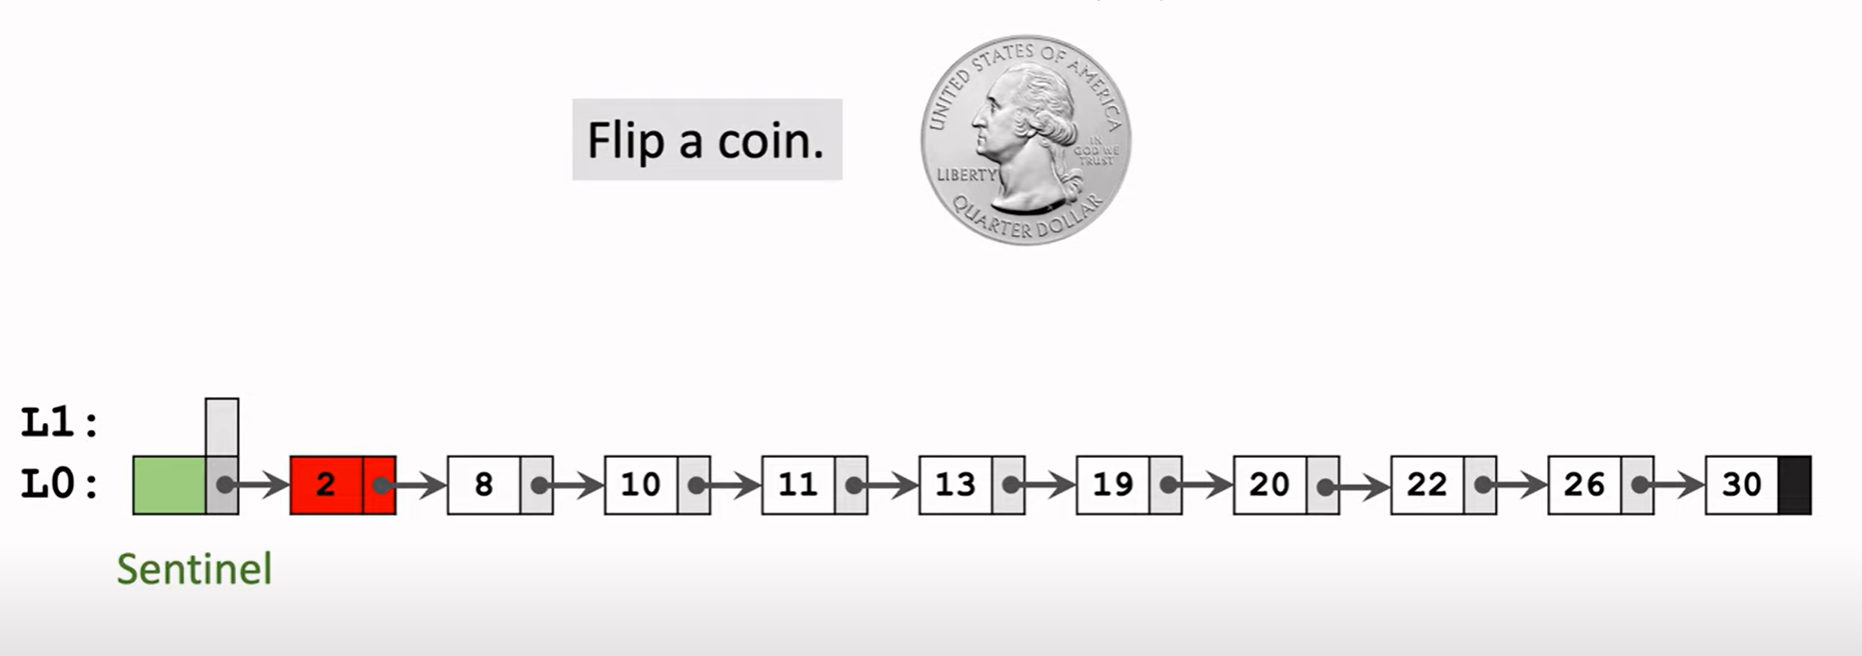 Flip a coin.
UNITED STATES OF AMERICA
IN
GOD WE
TRUST
LIBERTY
QUARTER DOLLAR
L1:
L0:
2 8 10 11 13 19 20 22 26 30
Sentinel